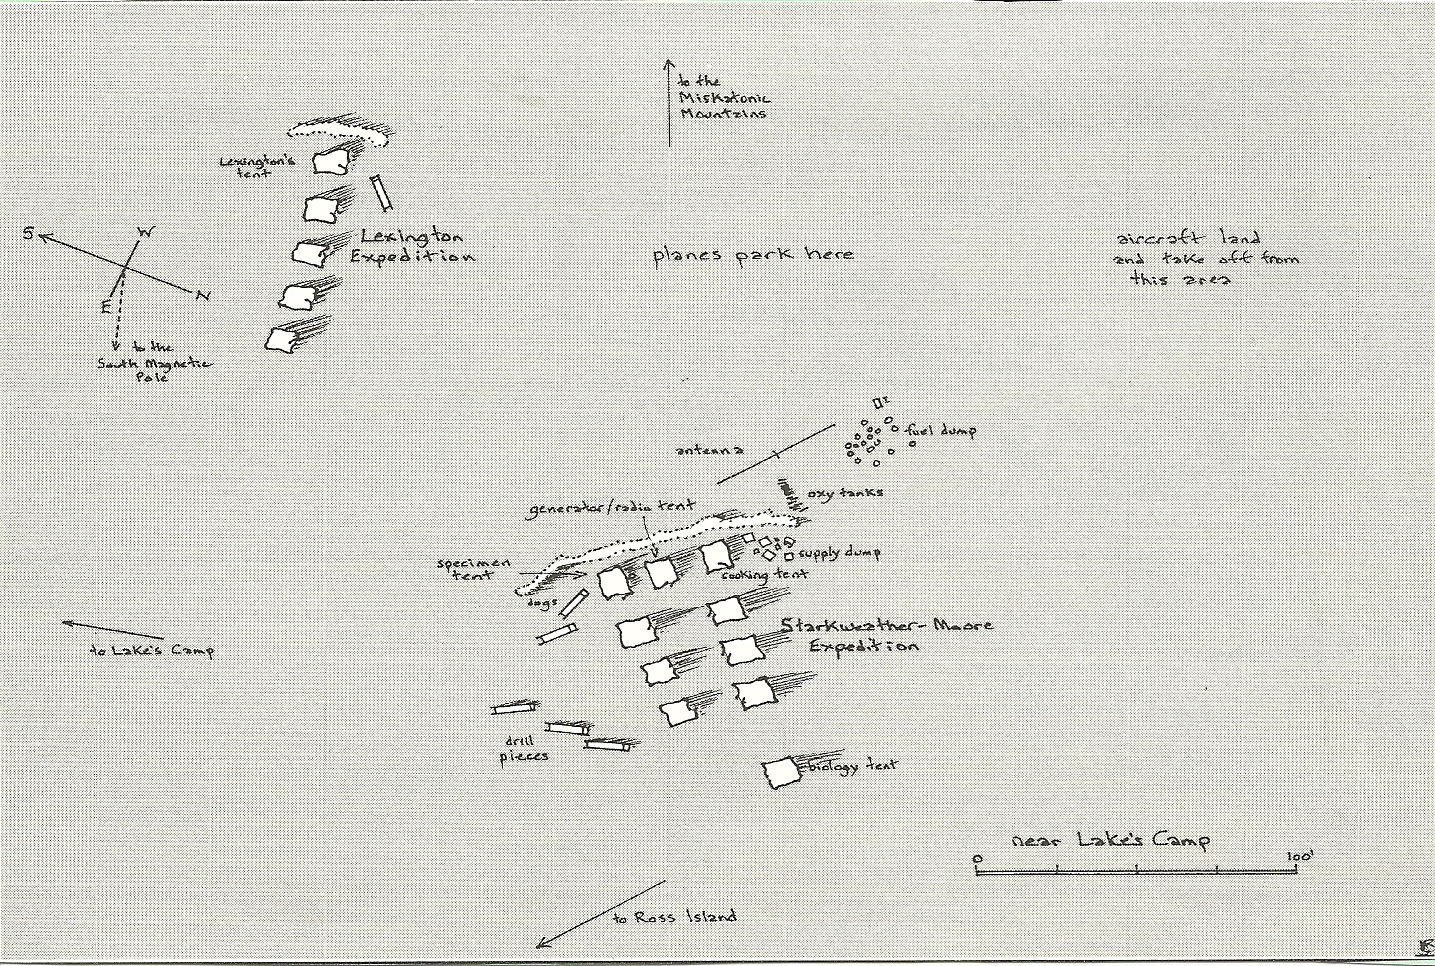 to the
Miskatonic
Mountains
Lexington's
tent
Lexington
Expedition
S
W
E
N
to the
South Magnetic
Pole
planes park here
aircraft land
and take off from
this area
antenna
fuel dump
oxy tanks
generator/radio tent
supply dump
specimen
tent
cooking tent
dogs
Starkweather-Moore
Expedition
to Lake's Camp
drill
pieces
biology tent
near Lake's Camp
0
100'
to Ross Island